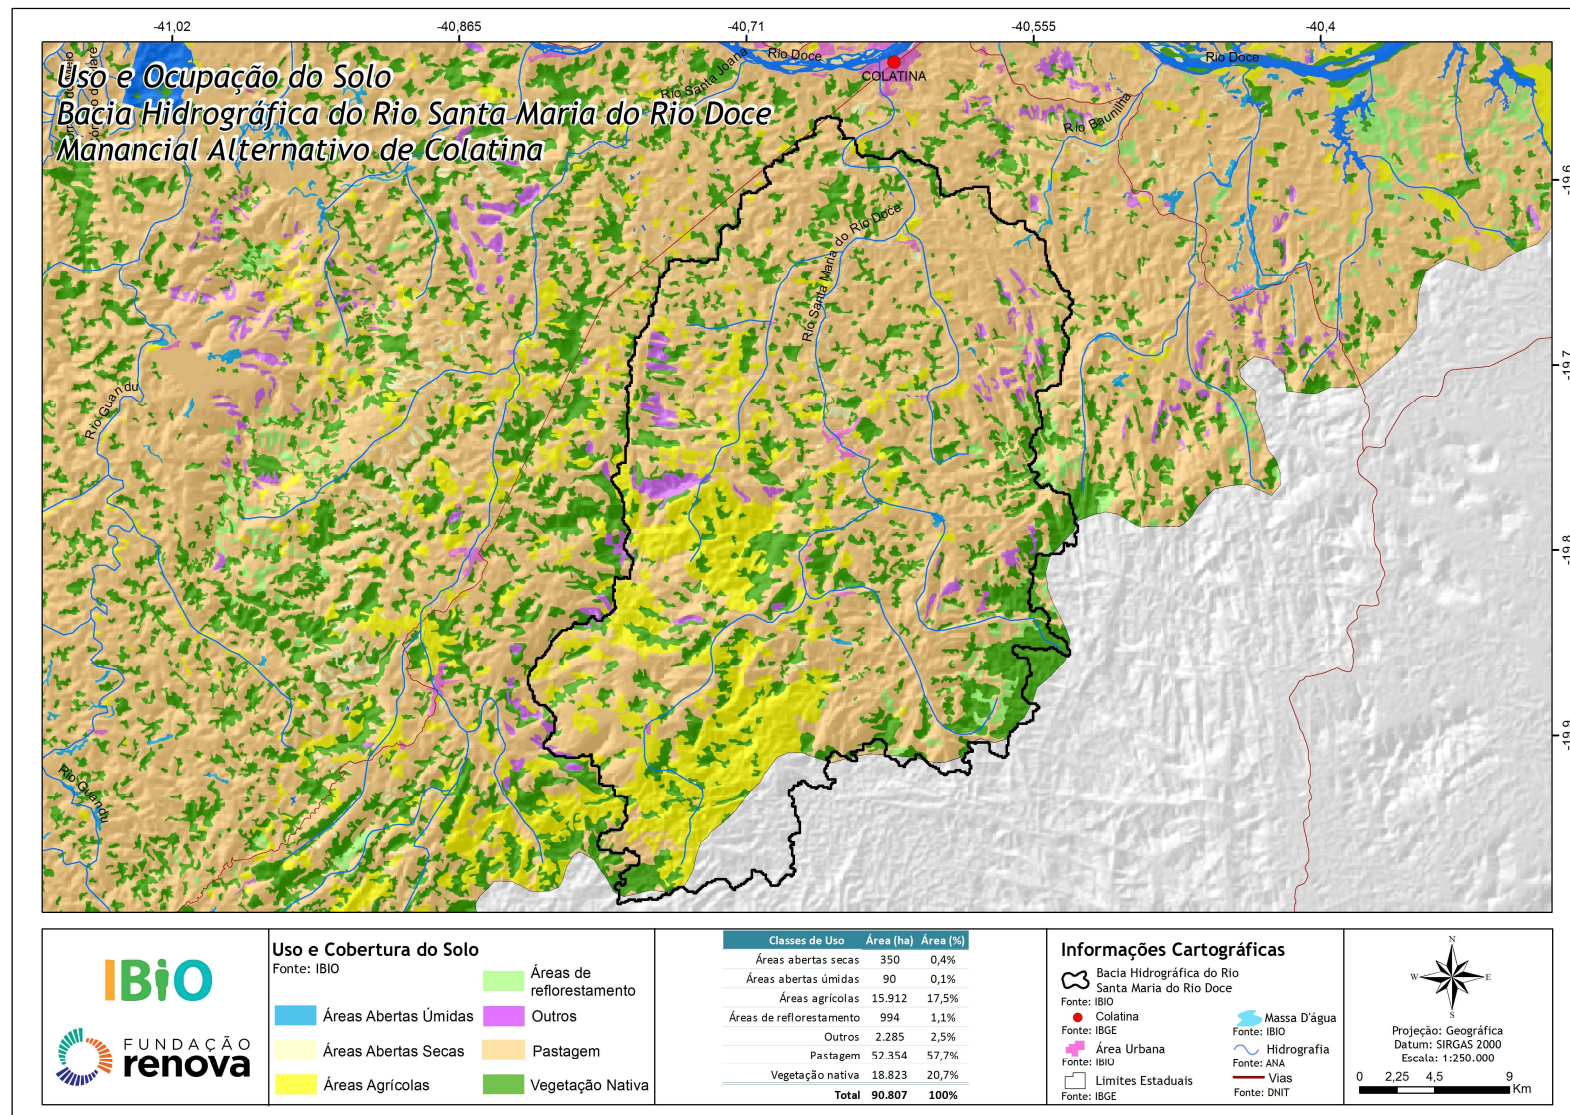 -41,02
-40,865
-40,71
-40,555
-40,4
Uso e Ocupação do Solo
Bacia Hidrográfica do Rio Santa Maria do Rio Doce
Manancial Alternativo de Colatina
Rio Santa Joana
Rio Doce
COLATINA
Rio Doce
Rio Baunilha
Rio Santa Maria do Rio Doce
Rio Guandu
Rio Guandu
-19,6
-19,7
-19,8
-19,9
IBiO
FUNDAÇÃO
renova
Uso e Cobertura do Solo
Fonte: IBIO
Áreas Abertas Úmidas
Áreas Abertas Secas
Áreas Agrícolas
Áreas de
reflorestamento
Outros
Pastagem
Vegetação Nativa
Classes de Uso Área (ha) Área (%)
Áreas abertas secas 350 0,4%
Áreas abertas úmidas 90 0,1%
Áreas agrícolas 15.912 17,5%
Áreas de reflorestamento 994 1,1%
Outros 2.285 2,5%
Pastagem 52.354 57,7%
Vegetação nativa 18.823 20,7%
Total 90.807 100%
Informações Cartográficas
Bacia Hidrográfica do Rio
Santa Maria do Rio Doce
Fonte: IBIO
Colatina
Fonte: IBGE
Área Urbana
Fonte: IBIO
Limites Estaduais
Fonte: IBGE
Massa D'água
Fonte: IBIO
Hidrografia
Fonte: ANA
Vias
Fonte: DNIT
N
W
E
S
Projeção: Geográfica
Datum: SIRGAS 2000
Escala: 1:250.000
0 2,25 4,5 9
Km